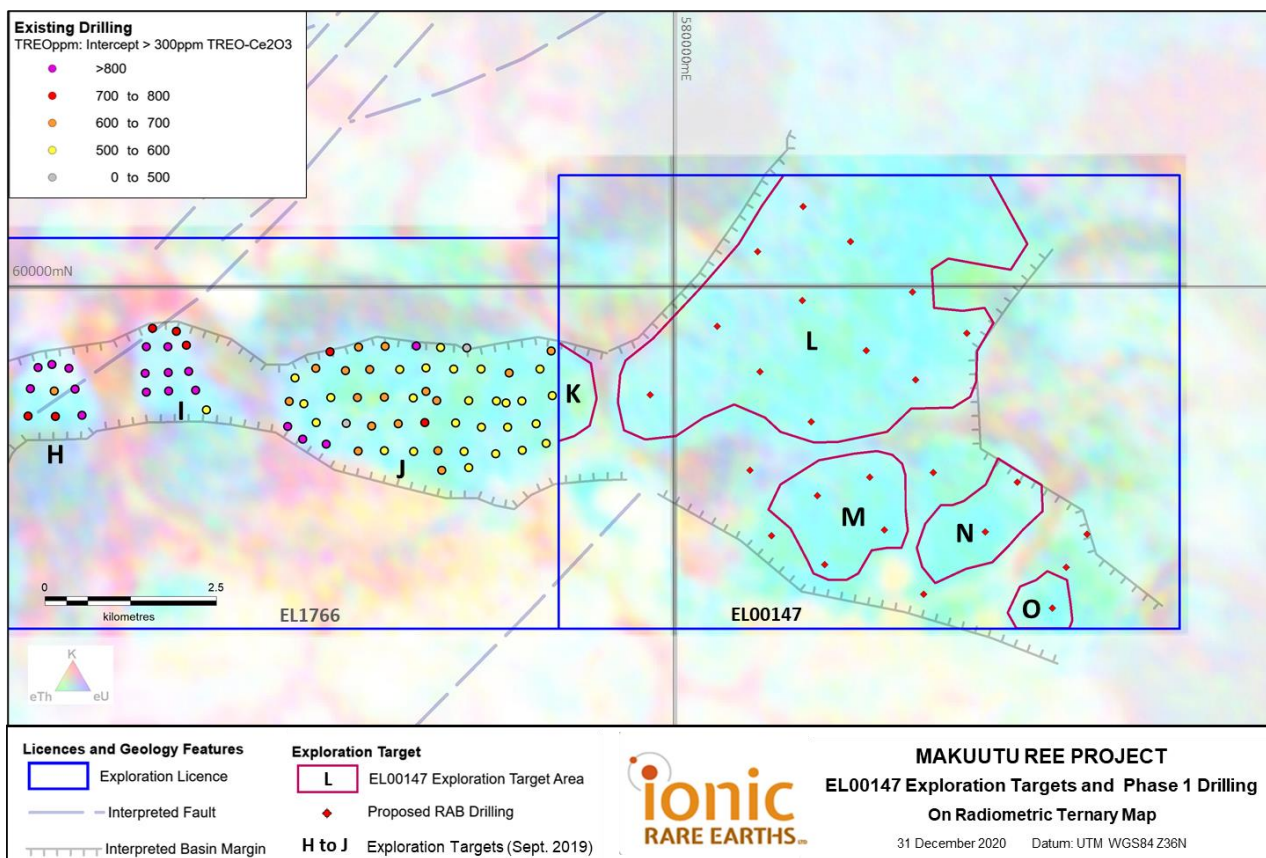 Existing Drilling
TREOppm: Intercept > 300ppm TREO-Ce2O3
>800
700 to 800
600 to 700
500 to 600
0 to 500
580000mE
60000mN
L
K
I
H
J
M
N
O
0 2.5
kilometres
EL1766
EL00147
K
eTh eU
Licences and Geology Features
Exploration Licence
Interpreted Fault
Interpreted Basin Margin
Exploration Target
L EL00147 Exploration Target Area
Proposed RAB Drilling
H to J Exploration Targets (Sept. 2019)
ionic
RARE EARTHS LTD
MAKUUTU REE PROJECT
EL00147 Exploration Targets and Phase 1 Drilling
On Radiometric Ternary Map
31 December 2020 Datum: UTM WGS84 Z36N